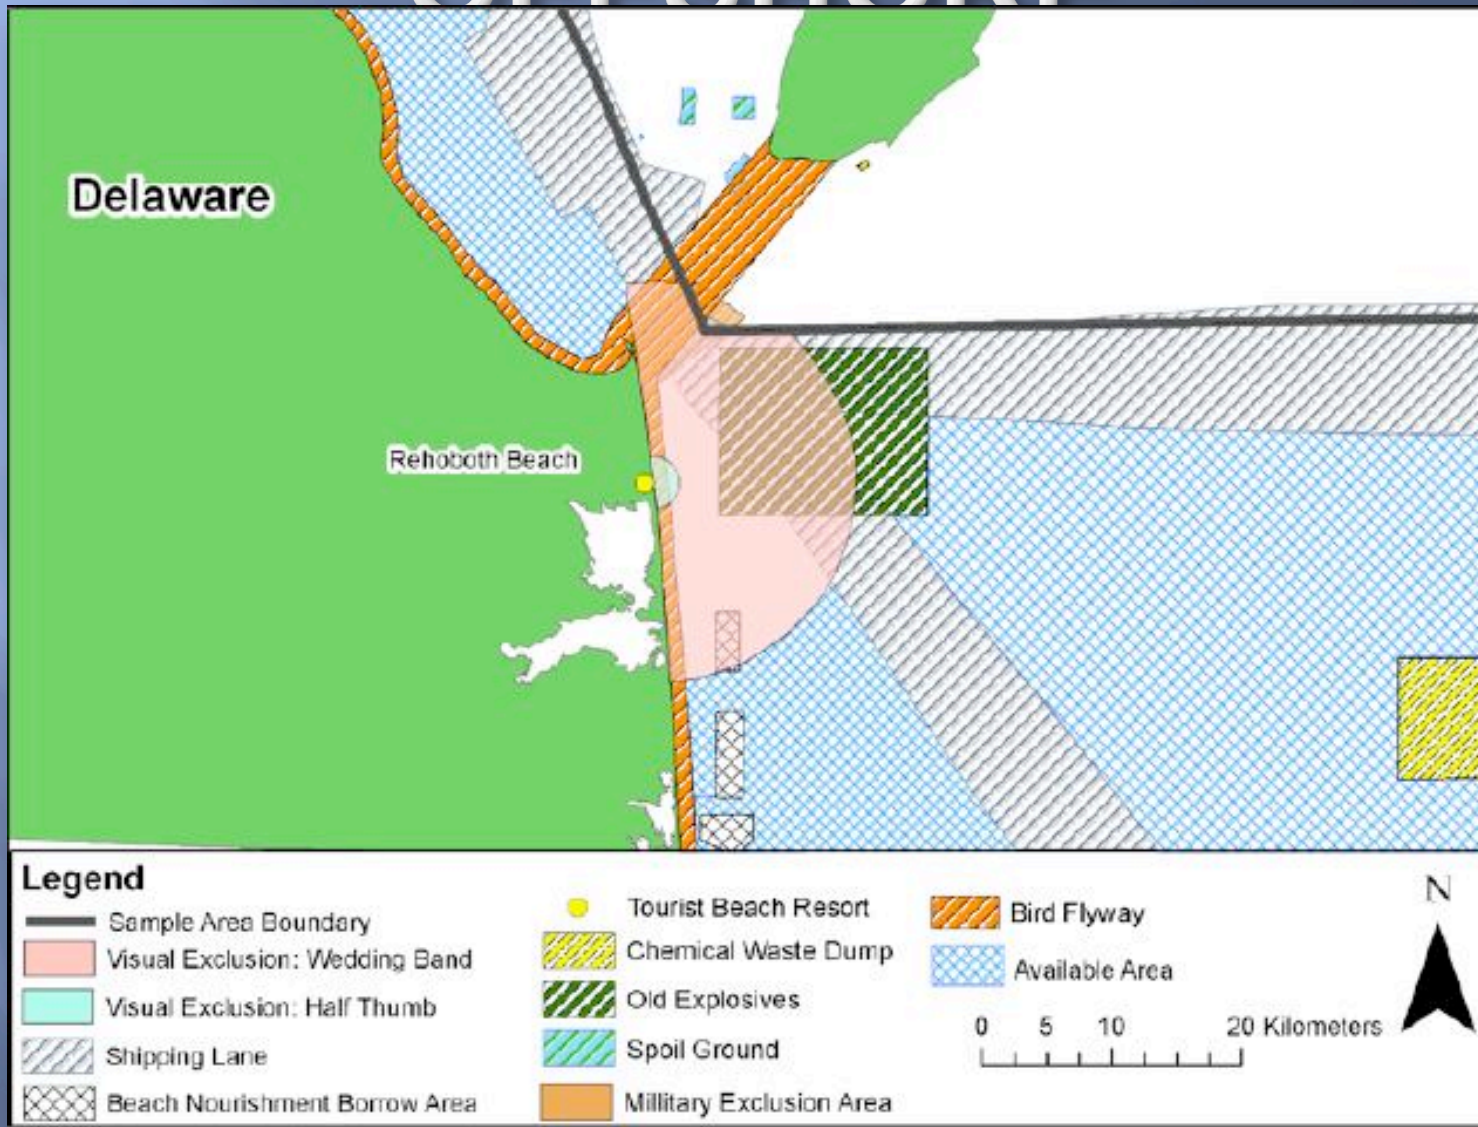 Delaware
Rehoboth Beach
Legend
Sample Area Boundary
Visual Exclusion: Wedding Band
Visual Exclusion: Half Thumb
Shipping Lane
Beach Nourishment Borrow Area
Tourist Beach Resort
Chemical Waste Dump
Old Explosives
Spoil Ground
Millitary Exclusion Area
Bird Flyway
Available Area
0 5 10 20 Kilometers
N